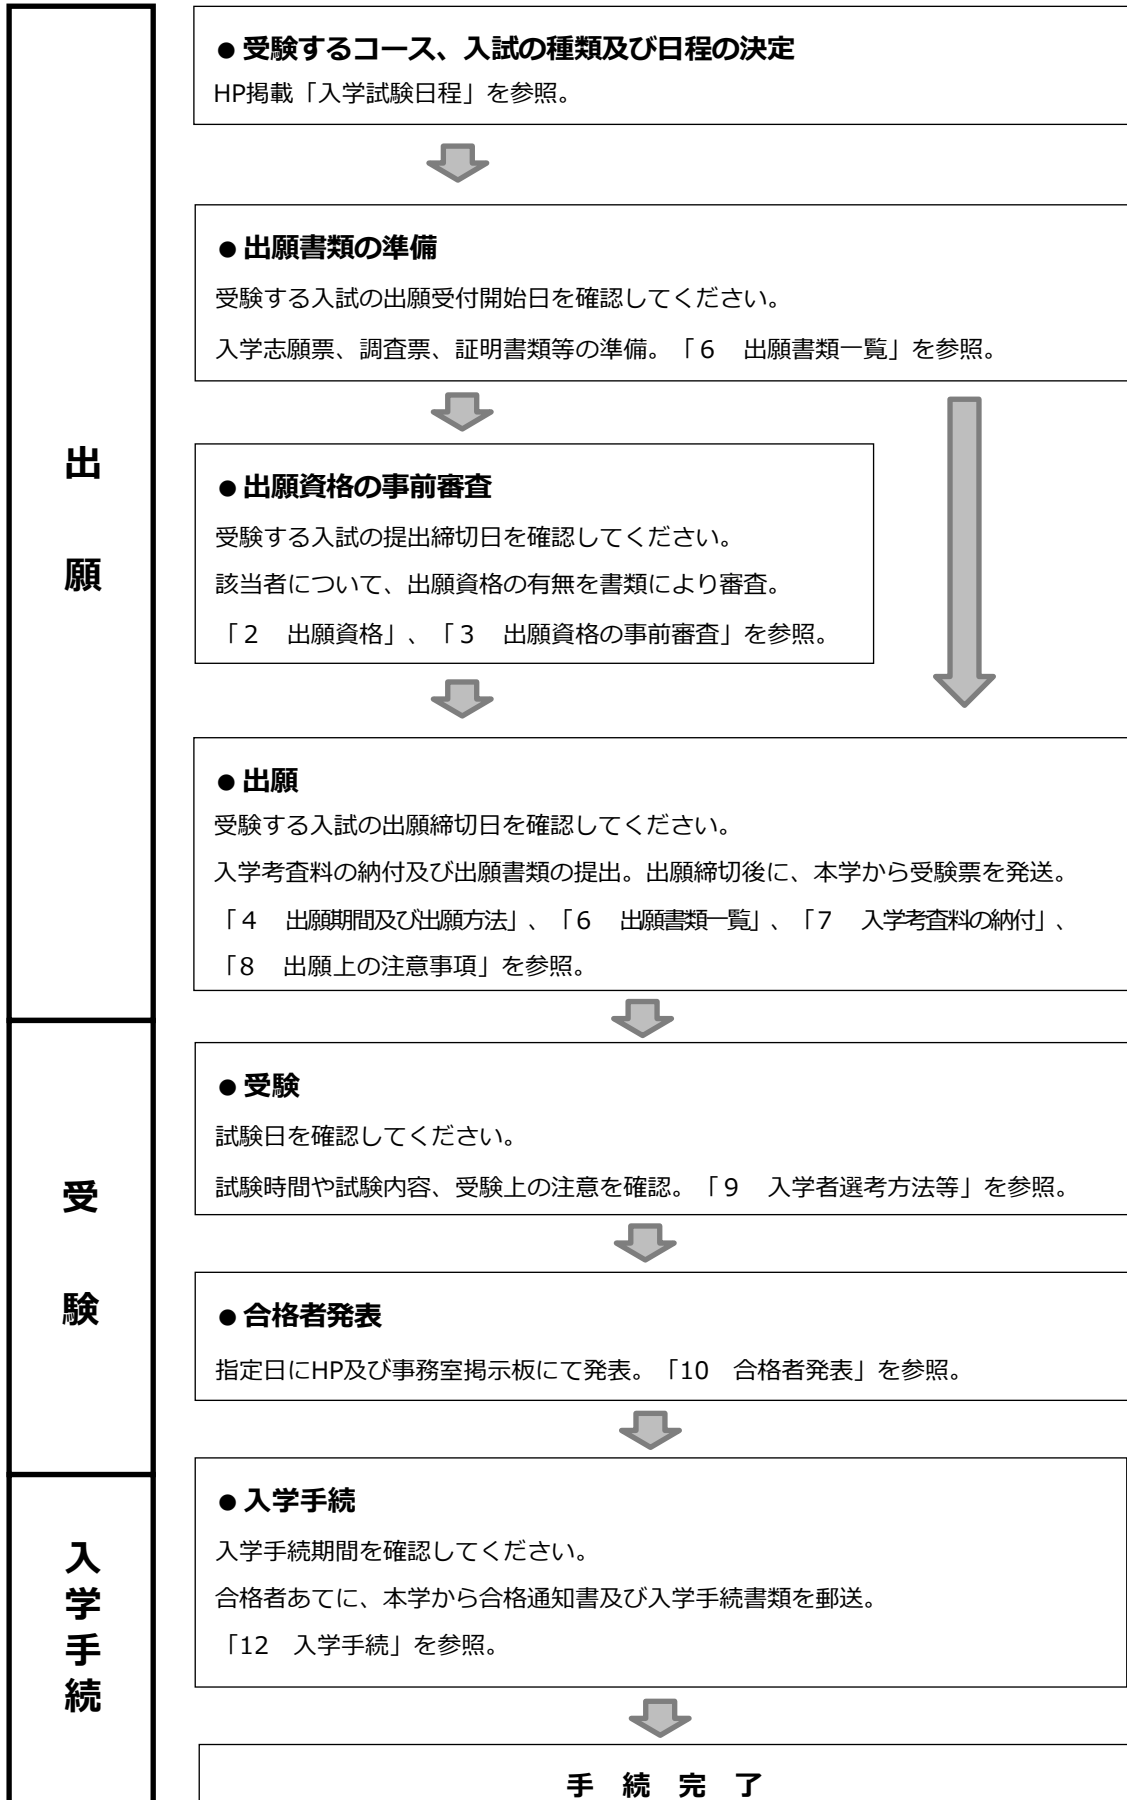 出願
●受験するコース、入試の種類及び日程の決定
HP掲載「入学試験日程」を参照。
●出願書類の準備
受験する入試の出願受付開始日を確認してください。
入学志願票、調査票、証明書類等の準備。「６　出願書類一覧」を参照。
●出願資格の事前審査
受験する入試の提出締切日を確認してください。
該当者について、出願資格の有無を書類により審査。
「２　出願資格」、「３　出願資格の事前審査」を参照。
●出願
受験する入試の出願締切日を確認してください。
入学考査料の納付及び出願書類の提出。出願締切後に、本学から受験票を発送。
「４　出願期間及び出願方法」、「６　出願書類一覧」、「７　入学考査料の納付」、
「８　出願上の注意事項」を参照。
受験
●受験
試験日を確認してください。
試験時間や試験内容、受験上の注意を確認。「９　入学者選考方法等」を参照。
●合格者発表
指定日にHP及び事務室掲示板にて発表。「10　合格者発表」を参照。
入学手続
●入学手続
入学手続期間を確認してください。
合格者あてに、本学から合格通知書及び入学手続書類を郵送。
「12　入学手続」を参照。
手　続　完　了